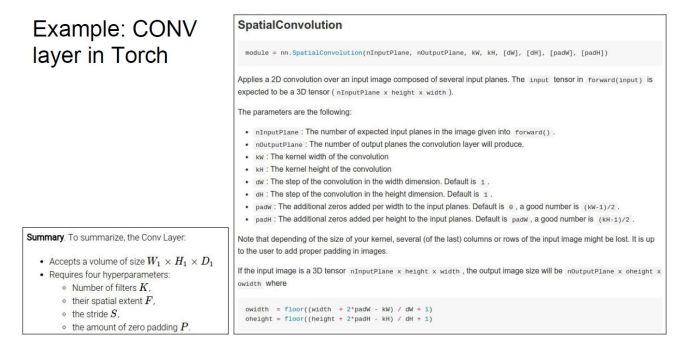 Example: CONV
layer in Torch
SpatialConvolution
module = nn.SpatialConvolution(nInputPlane, nOutputPlane, kW, kH, [dW], [dH], [padW], [padH])
Applies a 2D convolution over an input image composed of several input planes. The input tensor in forward(input) is
expected to be a 3D tensor ( nInputPlane x height x width ).
The parameters are the following:
• nInputPlane : The number of expected input planes in the image given into forward() .
• nOutputPlane : The number of output planes the convolution layer will produce.
• kW : The kernel width of the convolution
• kH : The kernel height of the convolution
• dW : The step of the convolution in the width dimension. Default is 1 .
• dH : The step of the convolution in the height dimension. Default is 1 .
• padW : The additional zeros added per width to the input planes. Default is 0 , a good number is (kW-1)/2 .
• padH : The additional zeros added per height to the input planes. Default is padW , a good number is (kH-1)/2 .
Note that depending of the size of your kernel, several (of the last) columns or rows of the input image might be lost. It is up
to the user to add proper padding in images.
If the input image is a 3D tensor nInputPlane x height x width , the output image size will be nOutputPlane x oheight x
owidth where
owidth = floor((width + 2*padW - kW) / dW + 1)
oheight = floor((height + 2*padH - kH) / dH + 1)
Summary. To summarize, the Conv Layer:
• Accepts a volume of size W₁ × H₁ × D₁
• Requires four hyperparameters:
◦ Number of filters K,
◦ their spatial extent F,
◦ the stride S,
◦ the amount of zero padding P.